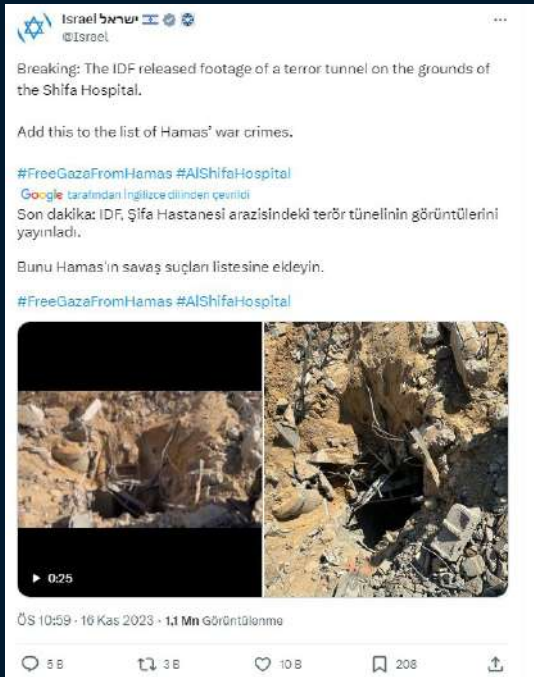 Israel ישראל
@Israel
Breaking: The IDF released footage of a terror tunnel on the grounds of
the Shifa Hospital.
Add this to the list of Hamas' war crimes.
#FreeGazaFromHamas #AlShifaHospital
Google tarafından İngilizce dilinden çevrildi
Son dakika: IDF, Şifa Hastanesi arazisindeki terör tünelinin görüntülerini
yayınladı.
Bunu Hamas'ın savaş suçları listesine ekleyin.
#FreeGazaFromHamas #AlShifaHospital
0:25
ÖS 10:59 · 16 Kas 2023 · 1,1 Mn Görüntülenme
5 B 3 B 10 B 208